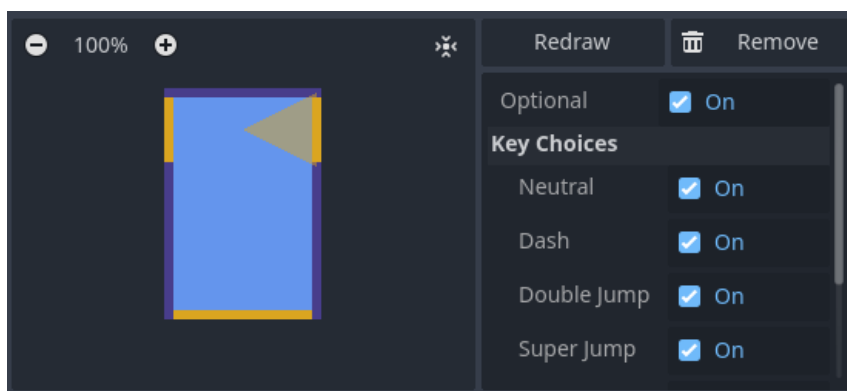 100%
Redraw
Remove
Optional On
Key Choices
Neutral On
Dash On
Double Jump On
Super Jump On